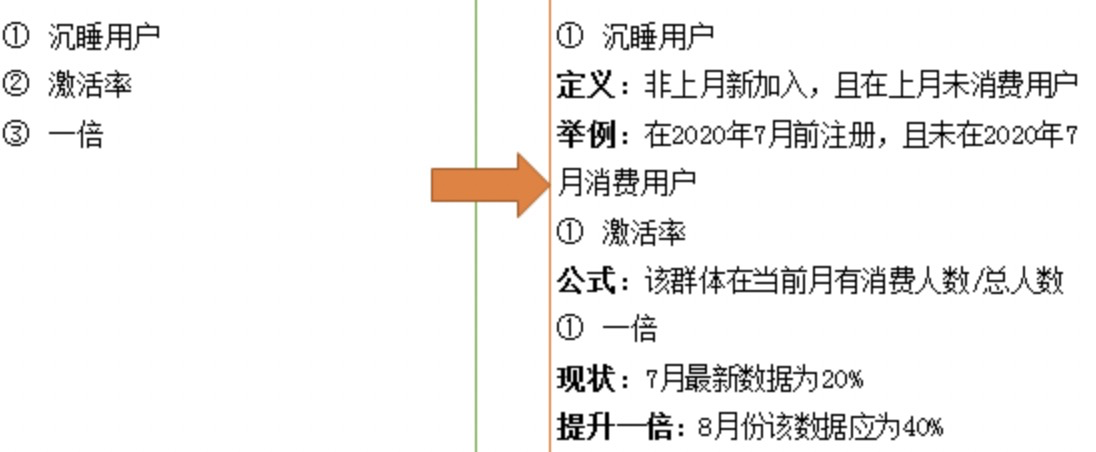 ① 沉睡用户
② 激活率
③ 一倍
① 沉睡用户
定义：非上月新加入，且在上月未消费用户
举例：在2020年7月前注册，且未在2020年7
月消费用户
① 激活率
公式：该群体在当前月有消费人数/总人数
① 一倍
现状：7月最新数据为20%
提升一倍：8月份该数据应为40%